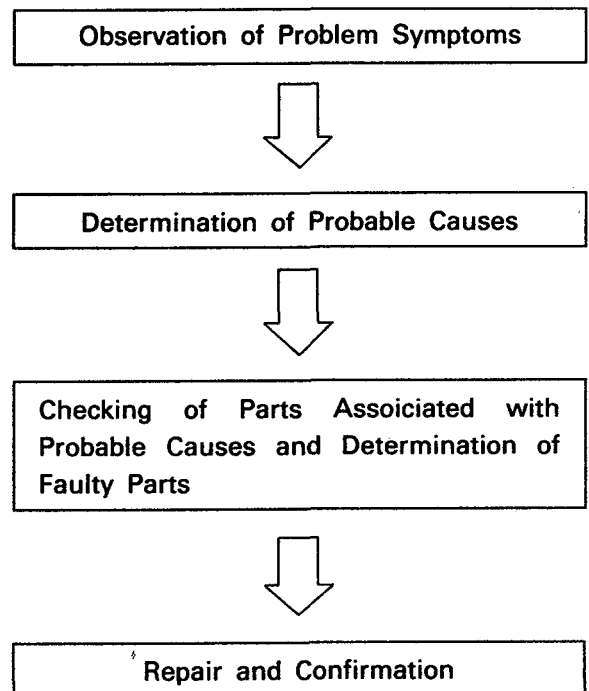 Observation of Problem Symptoms
Determination of Probable Causes
Checking of Parts Assoiciated with
Probable Causes and Determination of
Faulty Parts
Repair and Confirmation